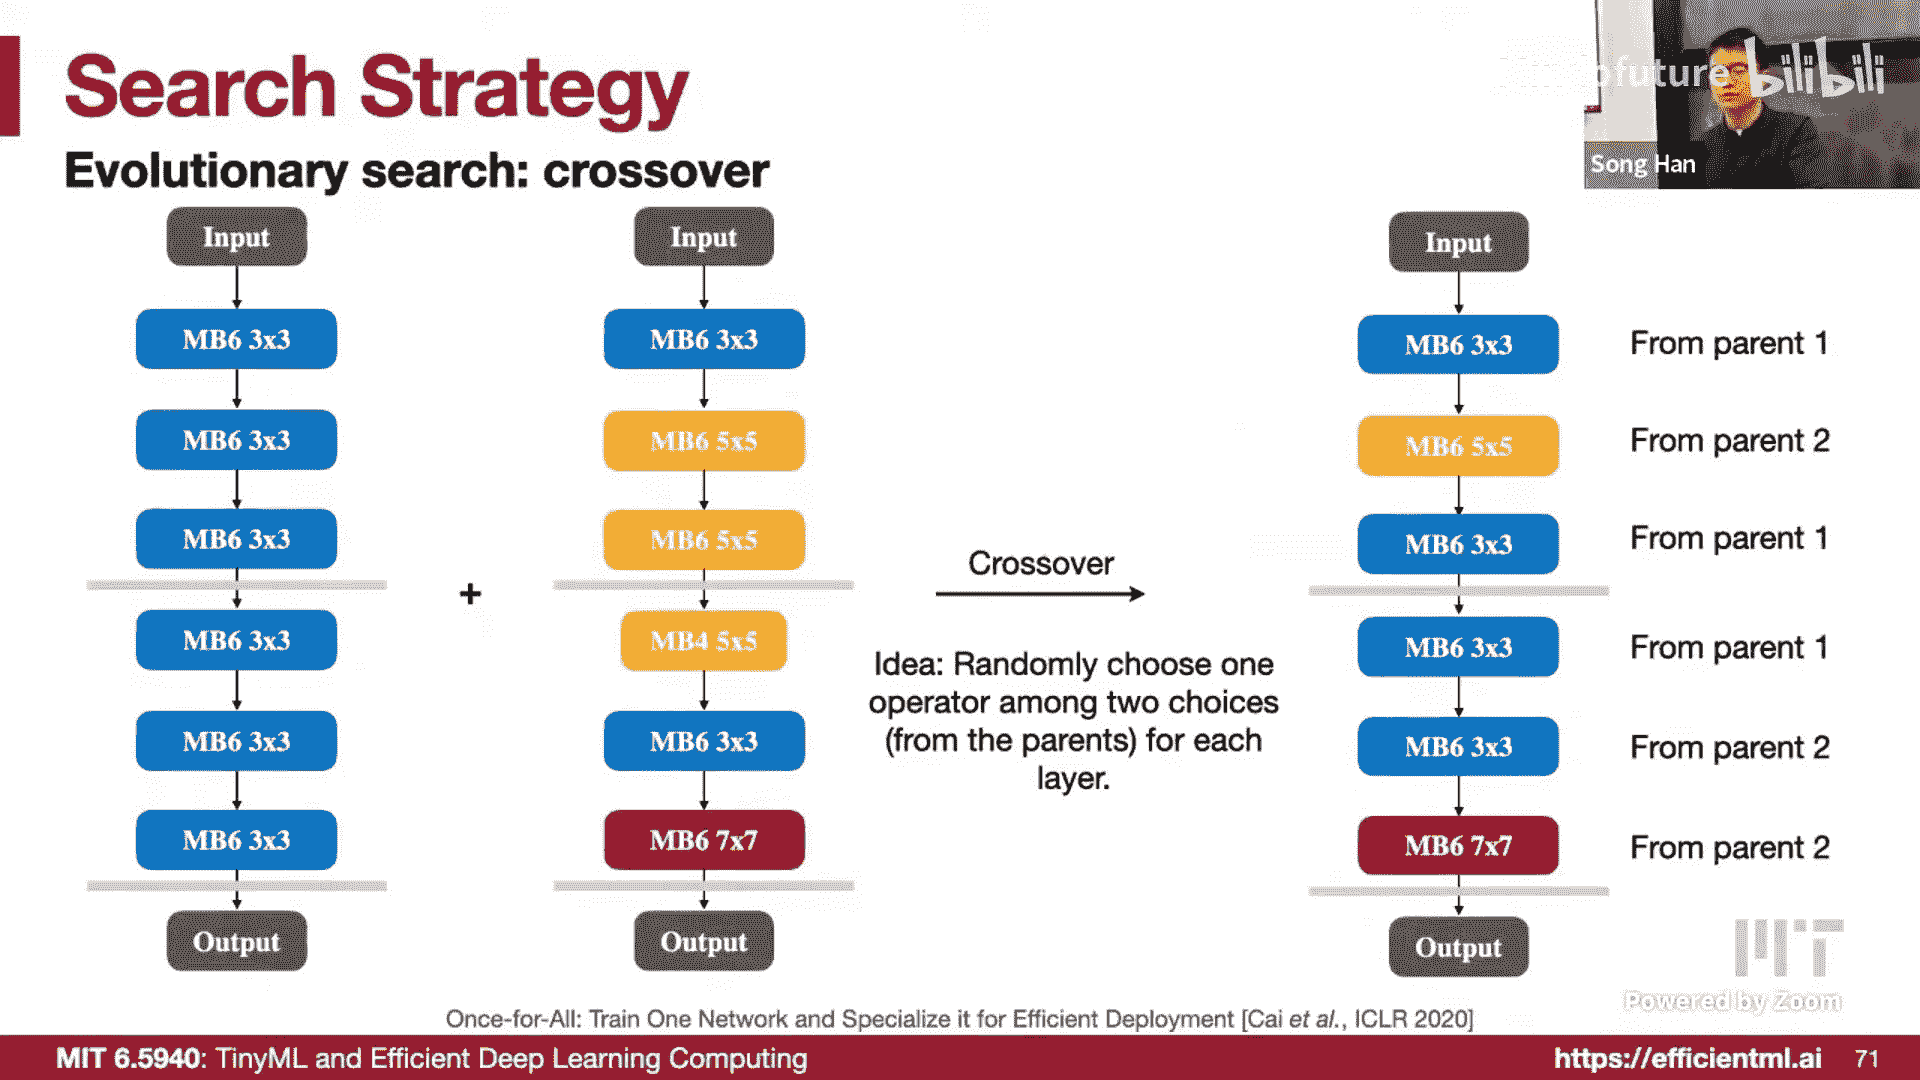 Search Strategy
Evolutionary search: crossover
ofuture bilibili
Song Han
Input
MB6 3x3
MB6 3x3
MB6 3x3
MB6 3x3
MB6 3x3
MB6 3x3
Output
+
Input
MB6 3x3
MB6 5x5
MB6 5x5
MB4 5x5
MB6 3x3
MB6 7x7
Output
Crossover
Idea: Randomly choose one
operator among two choices
(from the parents) for each
layer.
Input
MB6 3x3 From parent 1
MB6 5x5 From parent 2
MB6 3x3 From parent 1
MB6 3x3 From parent 1
MB6 3x3 From parent 2
MB6 7x7 From parent 2
Output
MIT
Powered by Zoom
Once-for-All: Train One Network and Specialize it for Efficient Deployment [Cai et al., ICLR 2020]
MIT 6.5940: TinyML and Efficient Deep Learning Computing
https://efficientml.ai 71